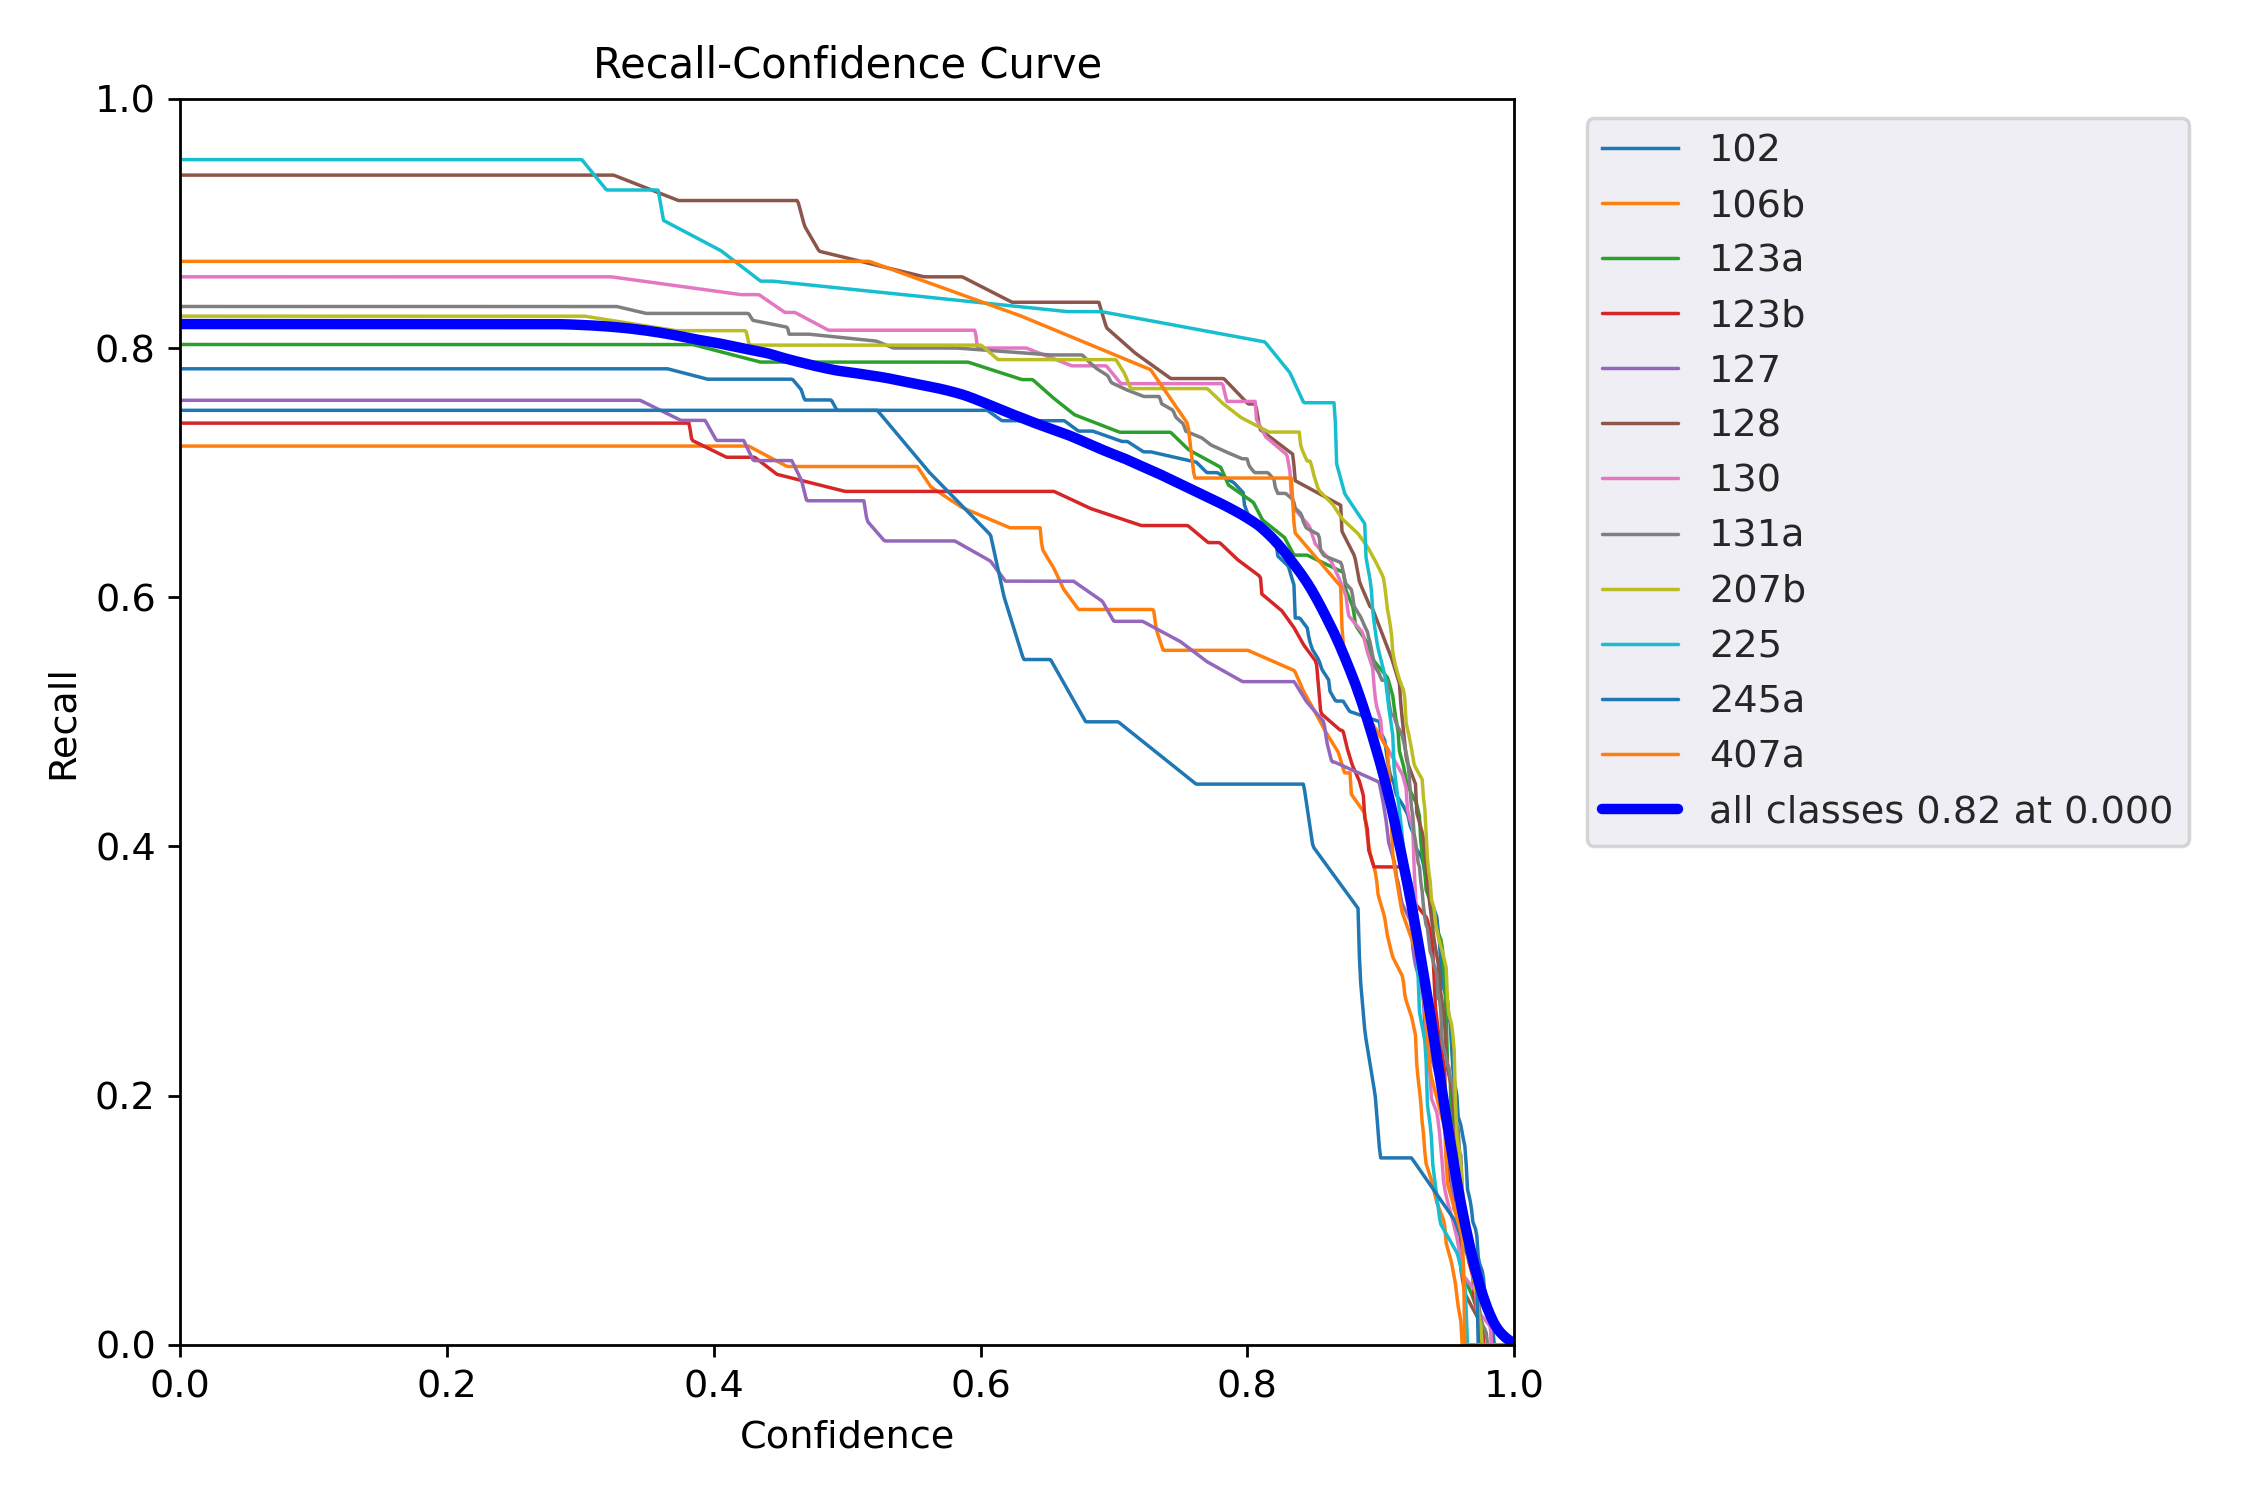 Recall-Confidence Curve
1.0
0.8
0.6
0.4
0.2
0.0
Recall
0.0 0.2 0.4 0.6 0.8 1.0
Confidence
102
106b
123a
123b
127
128
130
131a
207b
225
245a
407a
all classes 0.82 at 0.000